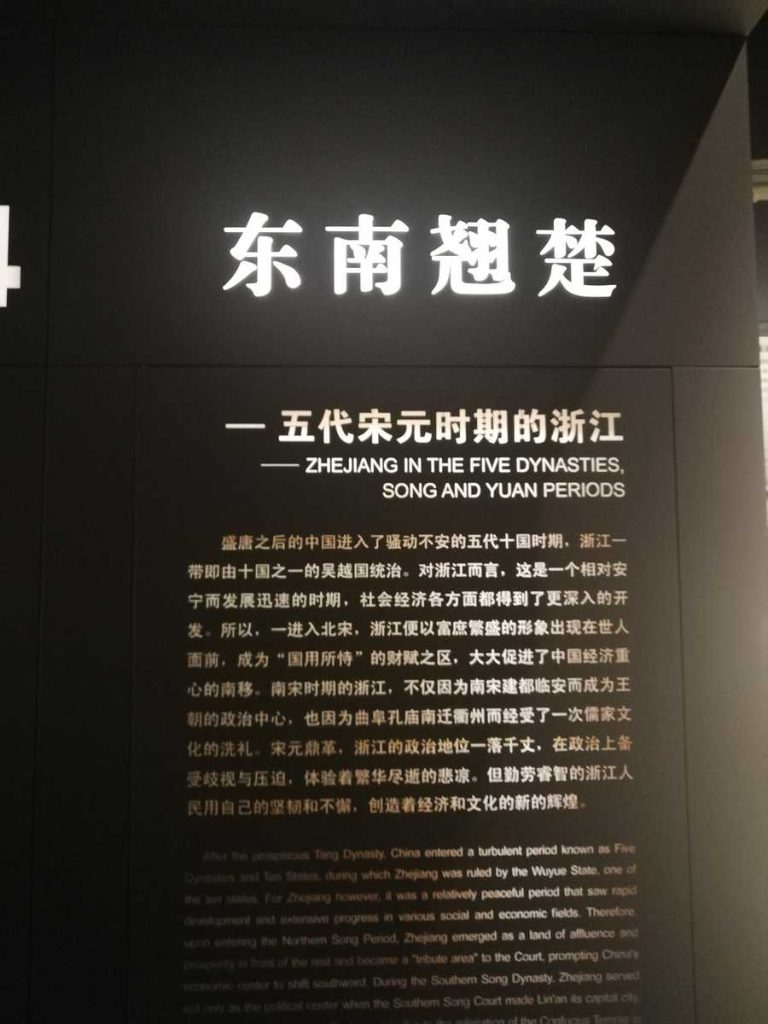 4
东南翘楚
— 五代宋元时期的浙江
—— ZHEJIANG IN THE FIVE DYNASTIES,
SONG AND YUAN PERIODS
盛唐之后的中国进入了骚动不安的五代十国时期，浙江一
带即由十国之一的吴越国统治。对浙江而言，这是一个相对安
宁而发展迅速的时期，社会经济各方面都得到了更深入的开
发。所以，一进入北宋，浙江便以富庶繁盛的形象出现在世人
面前，成为“国用所恃”的财赋之区，大大促进了中国经济重
心的南移。南宋时期的浙江，不仅因为南宋建都临安而成为王
朝的政治中心，也因为曲阜孔庙南迁衢州而经受了一次儒家文
化的洗礼。宋元鼎革，浙江的政治地位一落千丈，在政治上备
受歧视与压迫，体验着繁华尽逝的悲凉。但勤劳睿智的浙江人
民用自己的坚韧和不懈，创造着经济和文化的新的辉煌。
After the prosperous Tang Dynasty, China entered a turbulent period known as Five
Dynasties and Ten States, during which Zhejiang was ruled by the Wuyue State, one of
the ten states. For Zhejiang however, it was a relatively peaceful period that saw rapid
development and extensive progress in various social and economic fields. Therefore,
upon entering the Northern Song Period, Zhejiang emerged as a land of affluence and
prosperity in front of the rest and became a "tribute area" to the Court, prompting China's
economic center to shift southward. During the Southern Song Dynasty, Zhejiang served
not only as the political center when the Southern Song Court made Lin'an its capital city,
the relocation of the Confucius Temple in